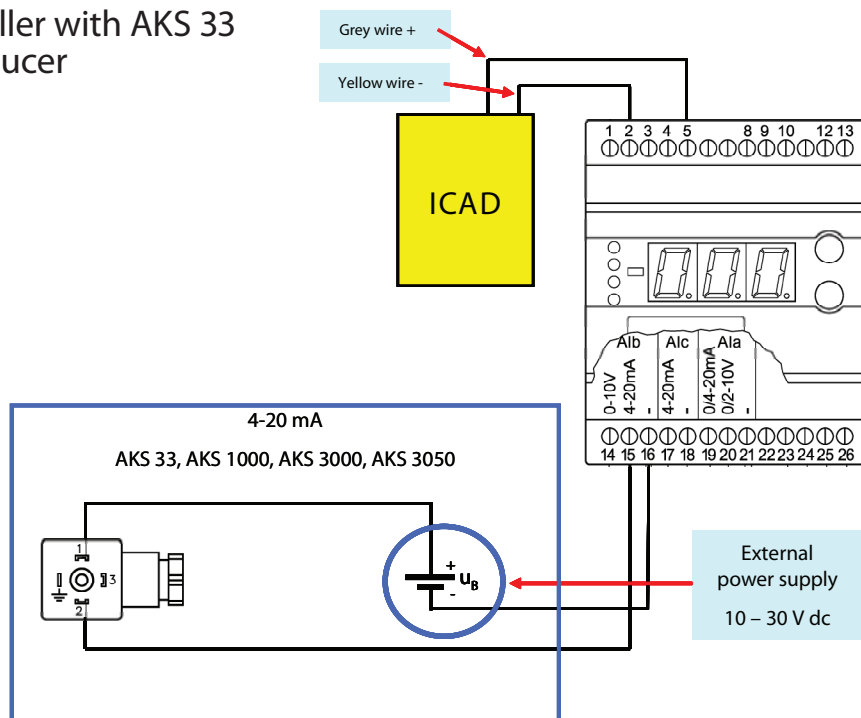 ller with AKS 33
ucer
Grey wire +
Yellow wire -
ICAD
1 2 3 4 5 8 9 10 12 13
AIb AIc AIa
0-10V
4-20mA
-
4-20mA
-
0/4-20mA
0/2-10V
-
14 15 16 17 18 19 20 21 22 23 24 25 26
4-20 mA
AKS 33, AKS 1000, AKS 3000, AKS 3050
1
3
2
+
uB
-
External
power supply
10 – 30 V dc